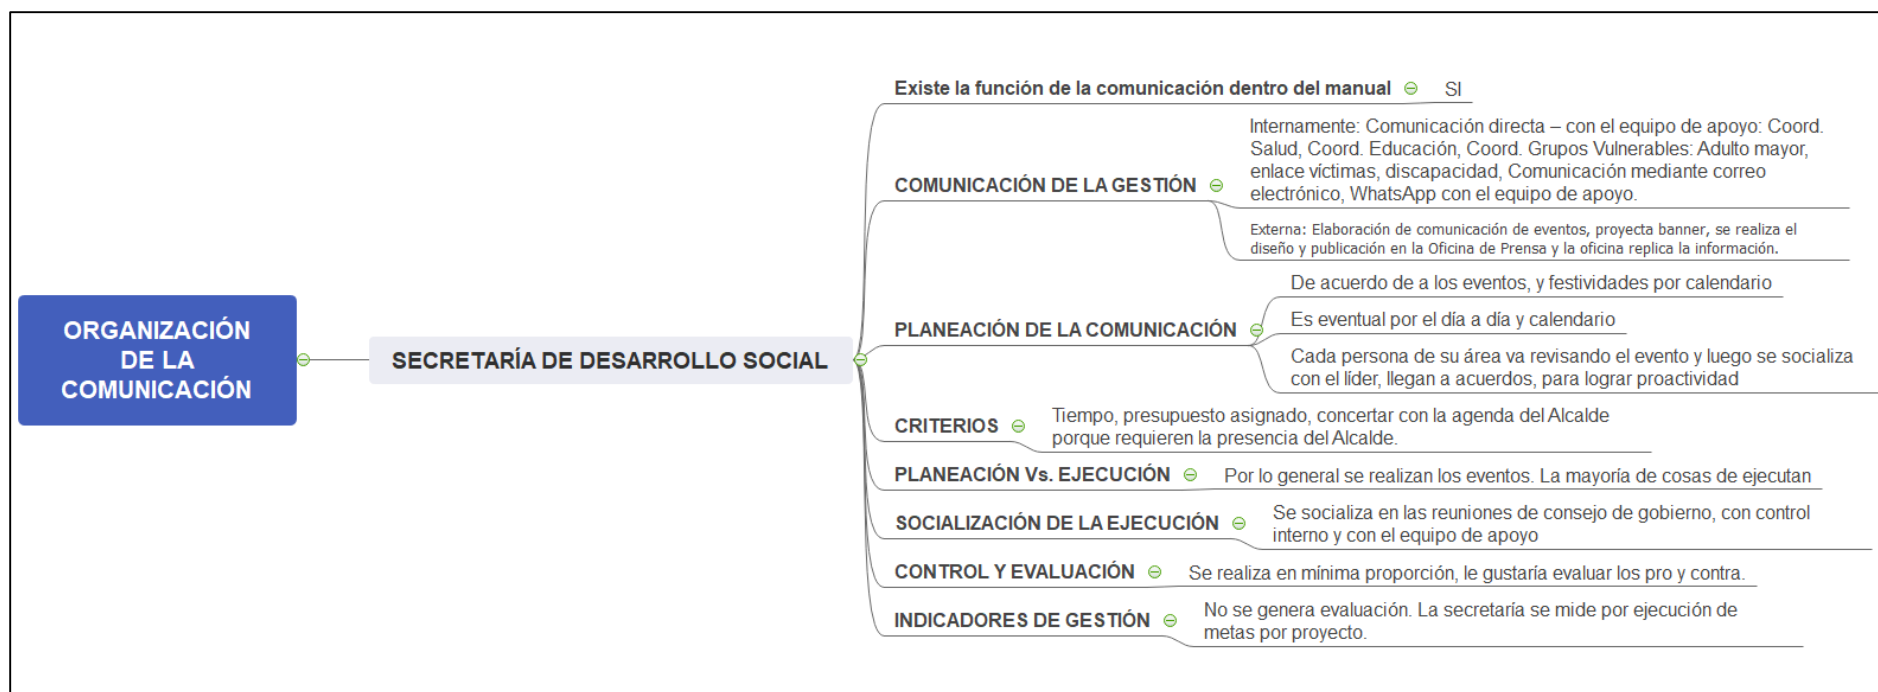 ORGANIZACIÓN
DE LA
COMUNICACIÓN
SECRETARÍA DE DESARROLLO SOCIAL
Existe la función de la comunicación dentro del manual
SI
COMUNICACIÓN DE LA GESTIÓN
Internamente: Comunicación directa – con el equipo de apoyo: Coord.
Salud, Coord. Educación, Coord. Grupos Vulnerables: Adulto mayor,
enlace víctimas, discapacidad, Comunicación mediante correo
electrónico, WhatsApp con el equipo de apoyo.
Externa: Elaboración de comunicación de eventos, proyecta banner, se realiza el
diseño y publicación en la Oficina de Prensa y la oficina replica la información.
PLANEACIÓN DE LA COMUNICACIÓN
De acuerdo de a los eventos, y festividades por calendario
Es eventual por el día a día y calendario
Cada persona de su área va revisando el evento y luego se socializa
con el líder, llegan a acuerdos, para lograr proactividad
CRITERIOS
Tiempo, presupuesto asignado, concertar con la agenda del Alcalde
porque requieren la presencia del Alcalde.
PLANEACIÓN Vs. EJECUCIÓN
Por lo general se realizan los eventos. La mayoría de cosas de ejecutan
SOCIALIZACIÓN DE LA EJECUCIÓN
Se socializa en las reuniones de consejo de gobierno, con control
interno y con el equipo de apoyo
CONTROL Y EVALUACIÓN
Se realiza en mínima proporción, le gustaría evaluar los pro y contra.
INDICADORES DE GESTIÓN
No se genera evaluación. La secretaría se mide por ejecución de
metas por proyecto.